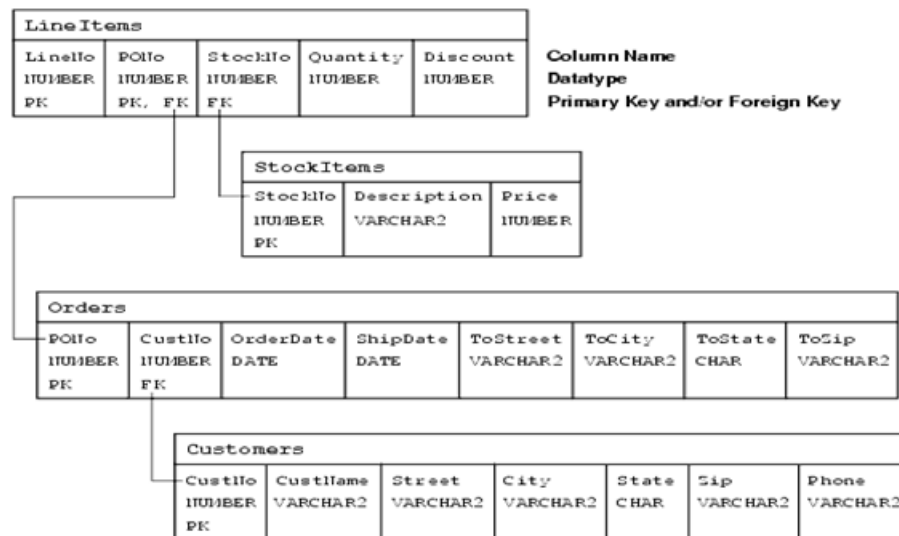 LineItems
LineNo PONo StockNo Quantity Discount Column Name
NUMBER NUMBER NUMBER NUMBER NUMBER Datatype
PK PK, FK FK Primary Key and/or Foreign Key
StockItems
StockNo Description Price
NUMBER VARCHAR2 NUMBER
PK
Orders
PONo CustNo OrderDate ShipDate ToStreet ToCity ToState ToZip
NUMBER NUMBER DATE DATE VARCHAR2 VARCHAR2 CHAR VARCHAR2
PK FK
Customers
CustNo CustName Street City State Zip Phone
NUMBER VARCHAR2 VARCHAR2 VARCHAR2 CHAR VARCHAR2 VARCHAR2
PK